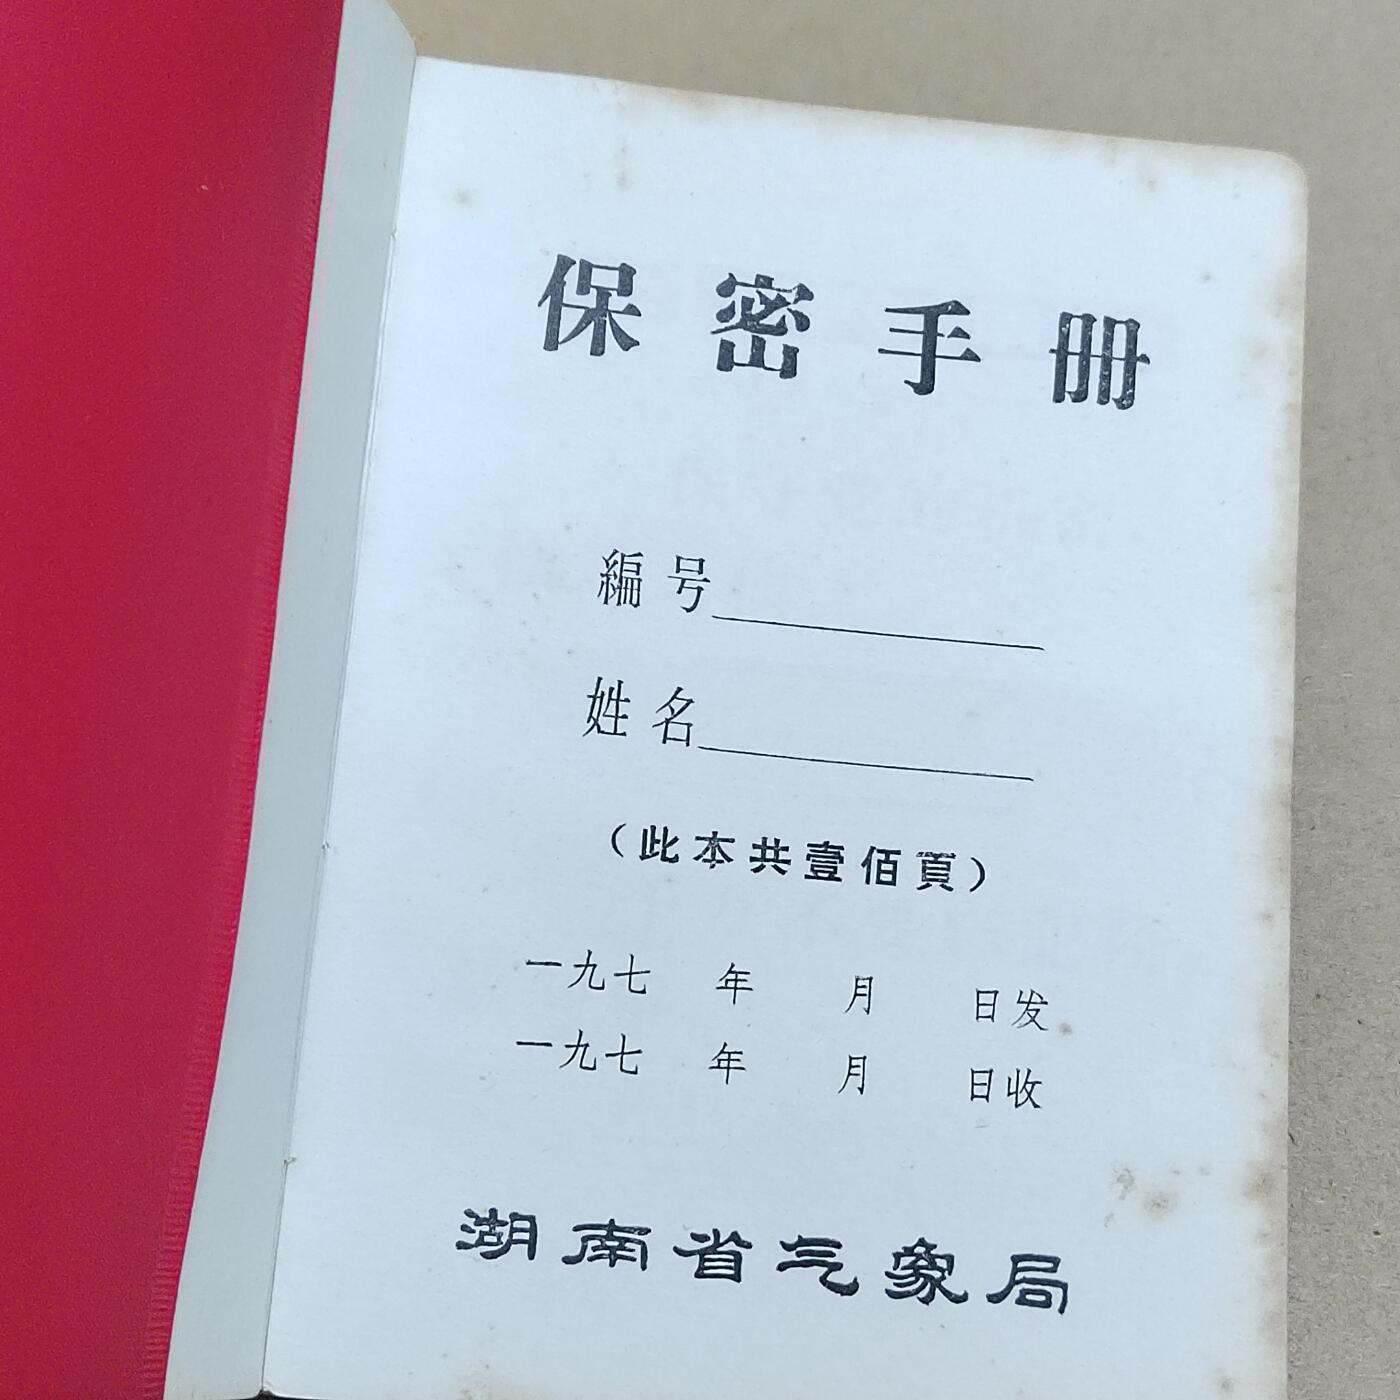 保密手册
編号
姓名
（此本共壹佰頁）
一九七 年 月 日发
一九七 年 月 日收
湖南省气象局